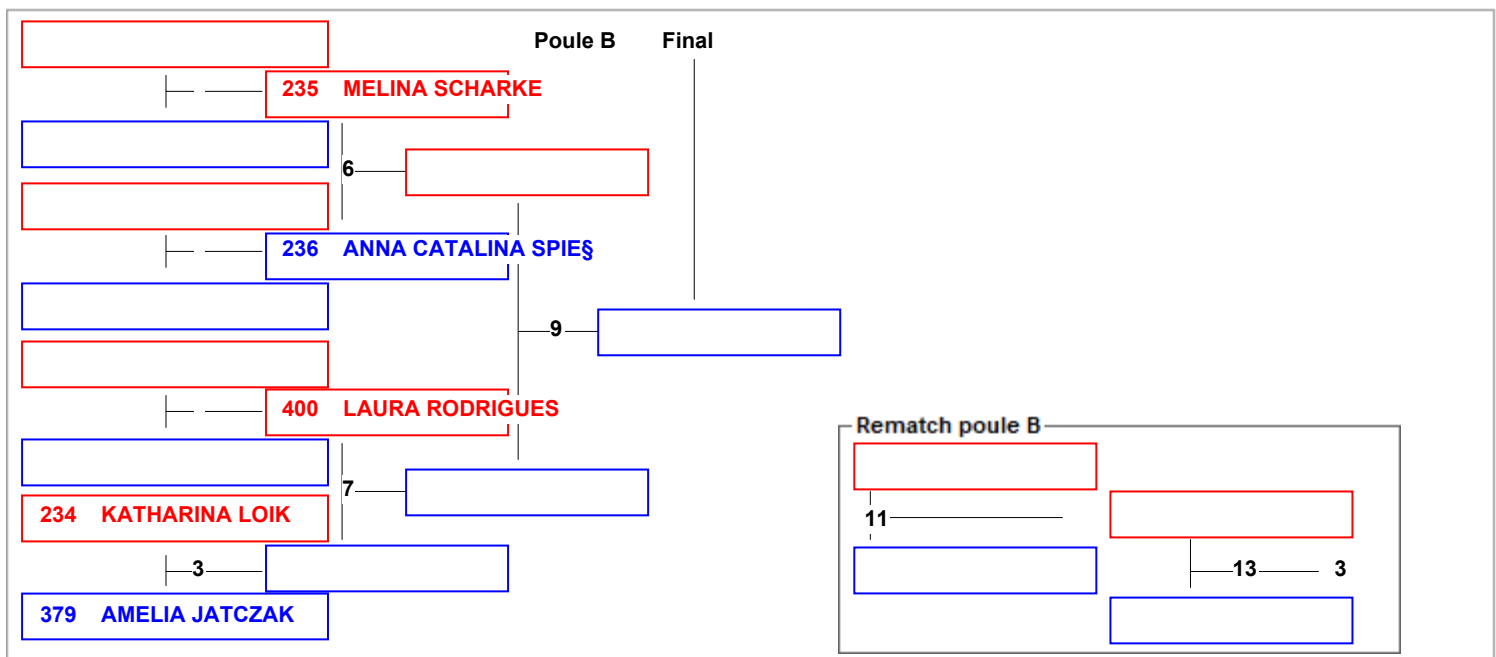 Poule B Final
235 MELINA SCHARKE
6
236 ANNA CATALINA SPIE§
9
400 LAURA RODRIGUES
7
234 KATHARINA LOIK
3
379 AMELIA JATCZAK
Rematch poule B
11
13 3